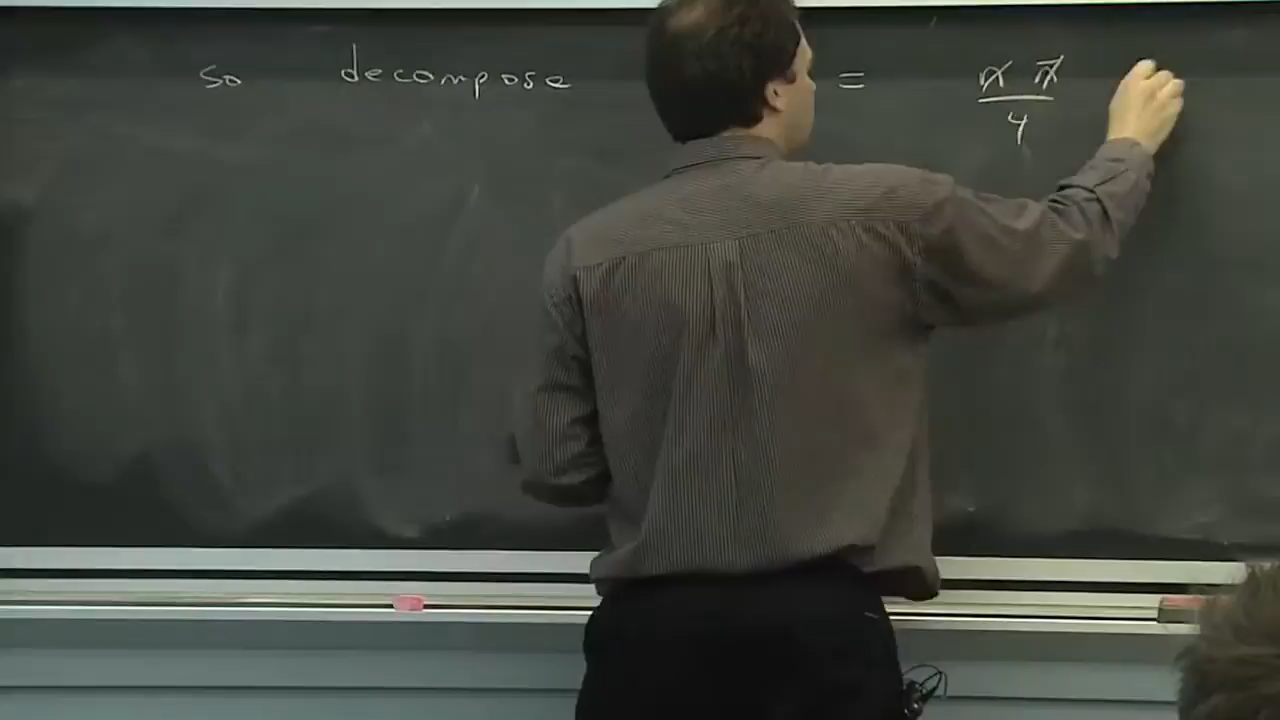 so decompose = n̸ n̸̄
4